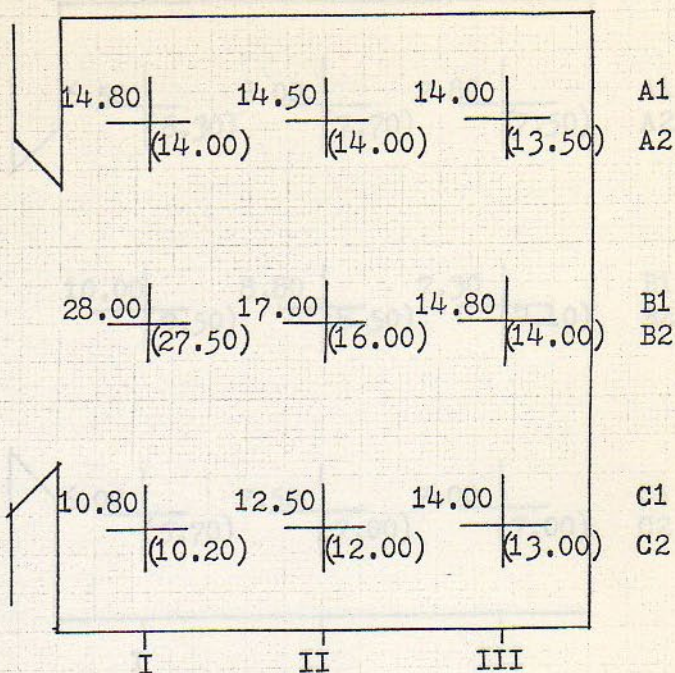 14.80 14.50 14.00 A1
(14.00) (14.00) (13.50) A2
28.00 17.00 14.80 B1
(27.50) (16.00) (14.00) B2
10.80 12.50 14.00 C1
(10.20) (12.00) (13.00) C2
I II III